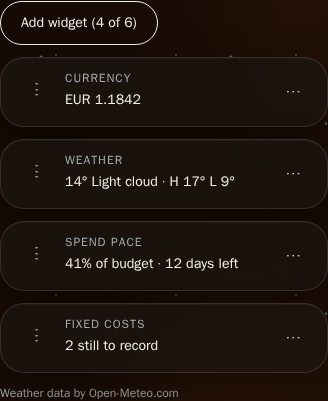 Add widget (4 of 6)
CURRENCY
EUR 1.1842
WEATHER
14° Light cloud · H 17° L 9°
SPEND PACE
41% of budget · 12 days left
FIXED COSTS
2 still to record
Weather data by Open-Meteo.com